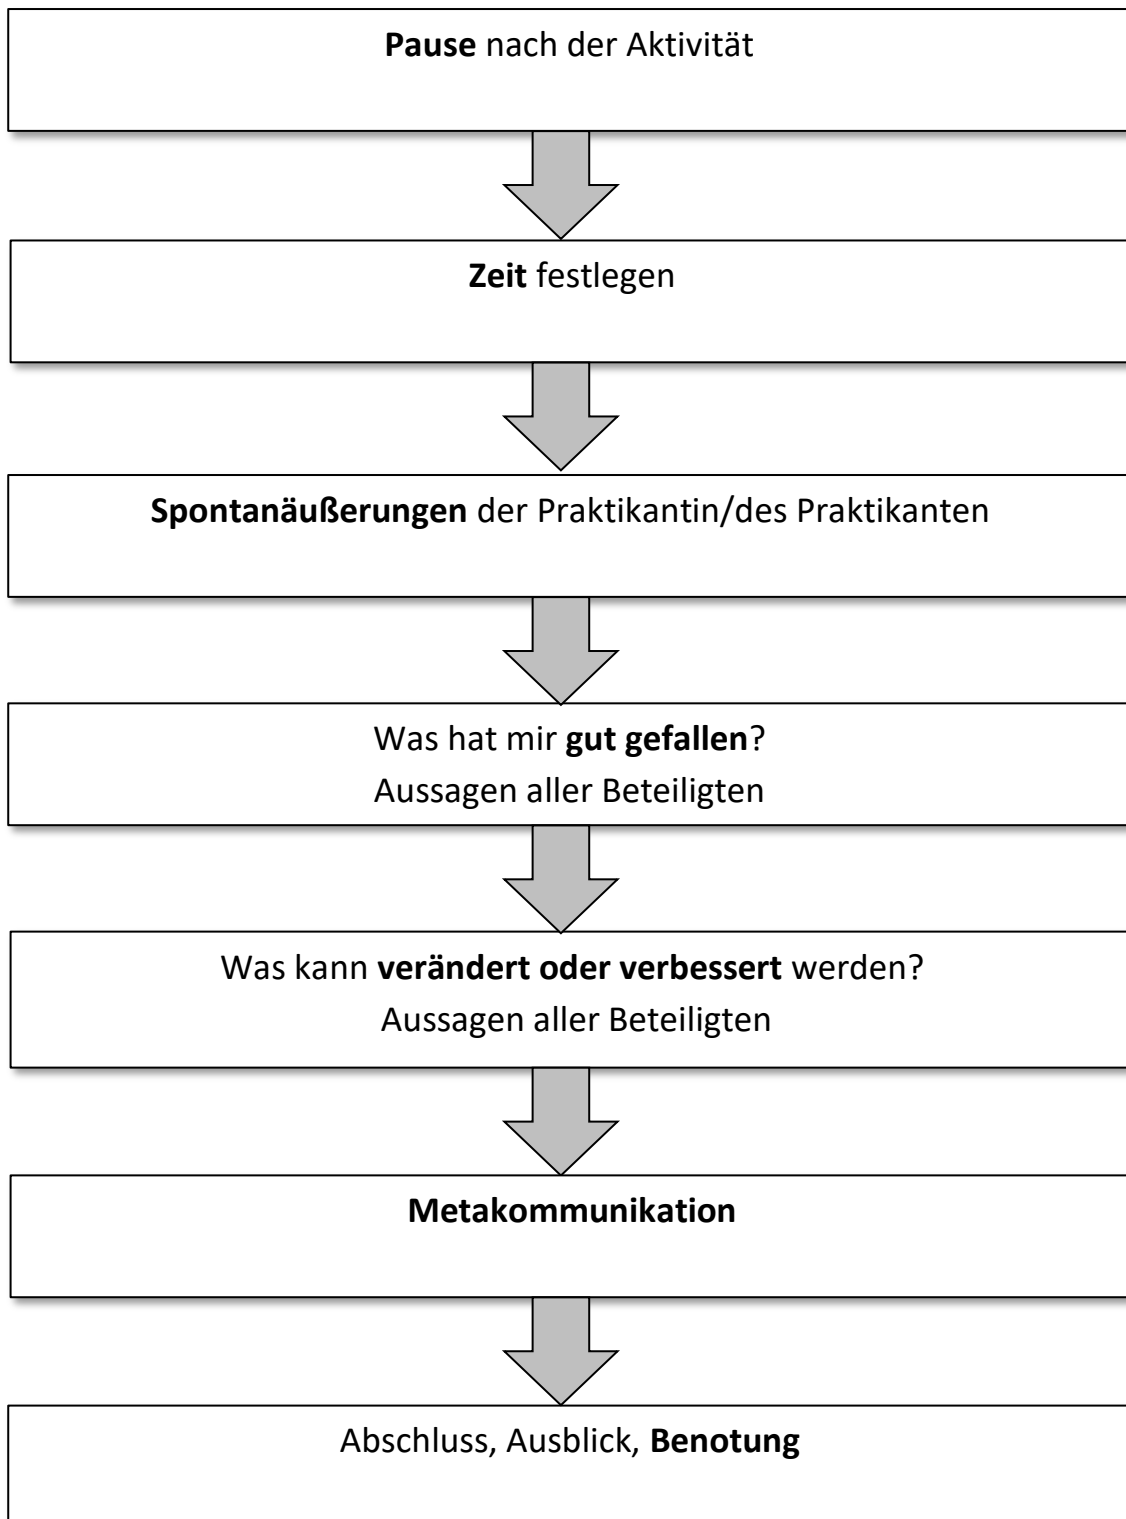 Pause nach der Aktivität
Zeit festlegen
Spontanäußerungen der Praktikantin/des Praktikanten
Was hat mir gut gefallen?
Aussagen aller Beteiligten
Was kann verändert oder verbessert werden?
Aussagen aller Beteiligten
Metakommunikation
Abschluss, Ausblick, Benotung